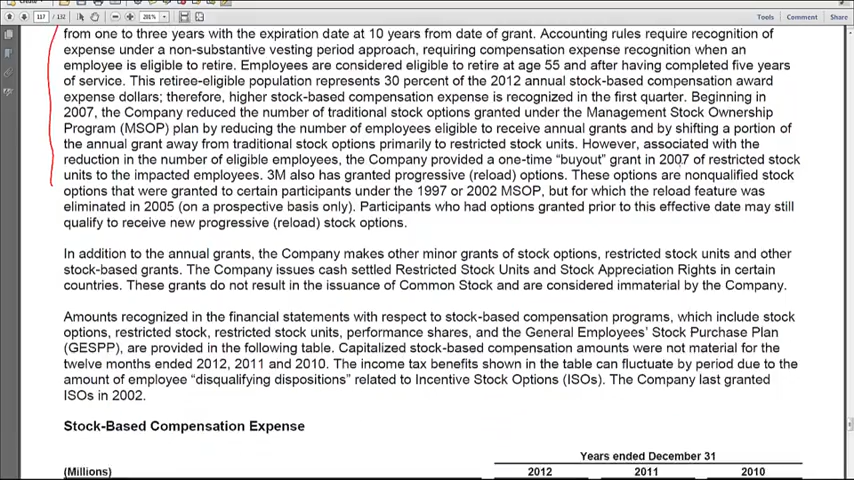 Create
117 / 132
201%
Tools
Comment
Share
from one to three years with the expiration date at 10 years from date of grant. Accounting rules require recognition of
expense under a non-substantive vesting period approach, requiring compensation expense recognition when an
employee is eligible to retire. Employees are considered eligible to retire at age 55 and after having completed five years
of service. This retiree-eligible population represents 30 percent of the 2012 annual stock-based compensation award
expense dollars; therefore, higher stock-based compensation expense is recognized in the first quarter. Beginning in
2007, the Company reduced the number of traditional stock options granted under the Management Stock Ownership
Program (MSOP) plan by reducing the number of employees eligible to receive annual grants and by shifting a portion of
the annual grant away from traditional stock options primarily to restricted stock units. However, associated with the
reduction in the number of eligible employees, the Company provided a one-time “buyout” grant in 2007 of restricted stock
units to the impacted employees. 3M also has granted progressive (reload) options. These options are nonqualified stock
options that were granted to certain participants under the 1997 or 2002 MSOP, but for which the reload feature was
eliminated in 2005 (on a prospective basis only). Participants who had options granted prior to this effective date may still
qualify to receive new progressive (reload) stock options.
In addition to the annual grants, the Company makes other minor grants of stock options, restricted stock units and other
stock-based grants. The Company issues cash settled Restricted Stock Units and Stock Appreciation Rights in certain
countries. These grants do not result in the issuance of Common Stock and are considered immaterial by the Company.
Amounts recognized in the financial statements with respect to stock-based compensation programs, which include stock
options, restricted stock, restricted stock units, performance shares, and the General Employees’ Stock Purchase Plan
(GESPP), are provided in the following table. Capitalized stock-based compensation amounts were not material for the
twelve months ended 2012, 2011 and 2010. The income tax benefits shown in the table can fluctuate by period due to the
amount of employee “disqualifying dispositions” related to Incentive Stock Options (ISOs). The Company last granted
ISOs in 2002.
Stock-Based Compensation Expense
Years ended December 31
(Millions) 2012 2011 2010